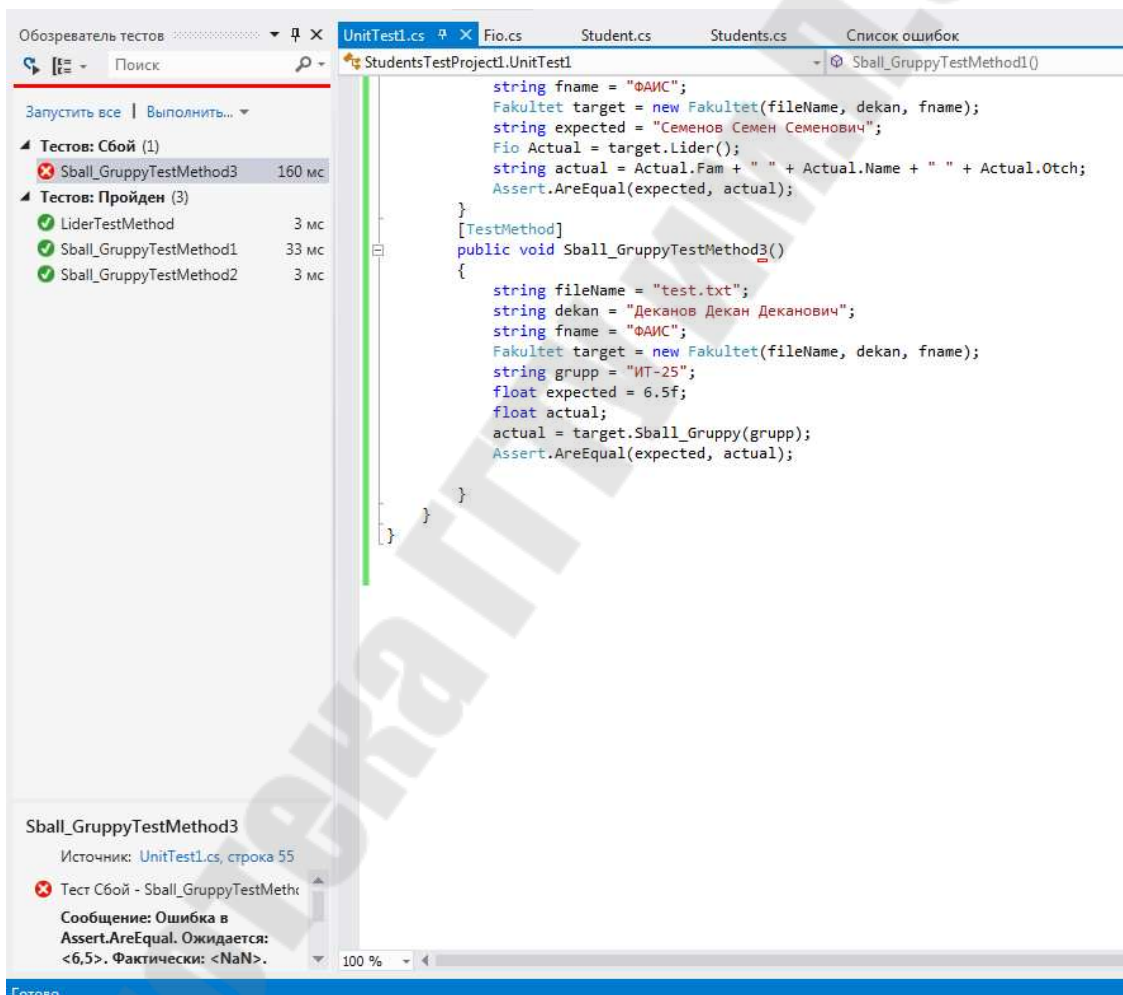 Обозреватель тестов
Поиск
Запустить все | Выполнить...
Тестов: Сбой (1)
Sball_GruppyTestMethod3 160 мс
Тестов: Пройден (3)
LiderTestMethod 3 мс
Sball_GruppyTestMethod1 33 мс
Sball_GruppyTestMethod2 3 мс
Sball_GruppyTestMethod3
Источник: UnitTest1.cs, строка 55
Тест Сбой - Sball_GruppyTestMetho
Сообщение: Ошибка в
Assert.AreEqual. Ожидается:
<6,5>. Фактически: <NaN>.
UnitTest1.cs Fio.cs Student.cs Students.cs Список ошибок
StudentsTestProject1.UnitTest1 Sball_GruppyTestMethod1()
string fname = "ФАИС";
Fakultet target = new Fakultet(fileName, dekan, fname);
string expected = "Семенов Семен Семенович";
Fio Actual = target.Lider();
string actual = Actual.Fam + " " + Actual.Name + " " + Actual.Otch;
Assert.AreEqual(expected, actual);
}
[TestMethod]
public void Sball_GruppyTestMethod3()
{
string fileName = "test.txt";
string dekan = "Деканов Декан Деканович";
string fname = "ФАИС";
Fakultet target = new Fakultet(fileName, dekan, fname);
string grupp = "ИТ-25";
float expected = 6.5f;
float actual;
actual = target.Sball_Gruppy(grupp);
Assert.AreEqual(expected, actual);
}
}
}
100 %
Готово